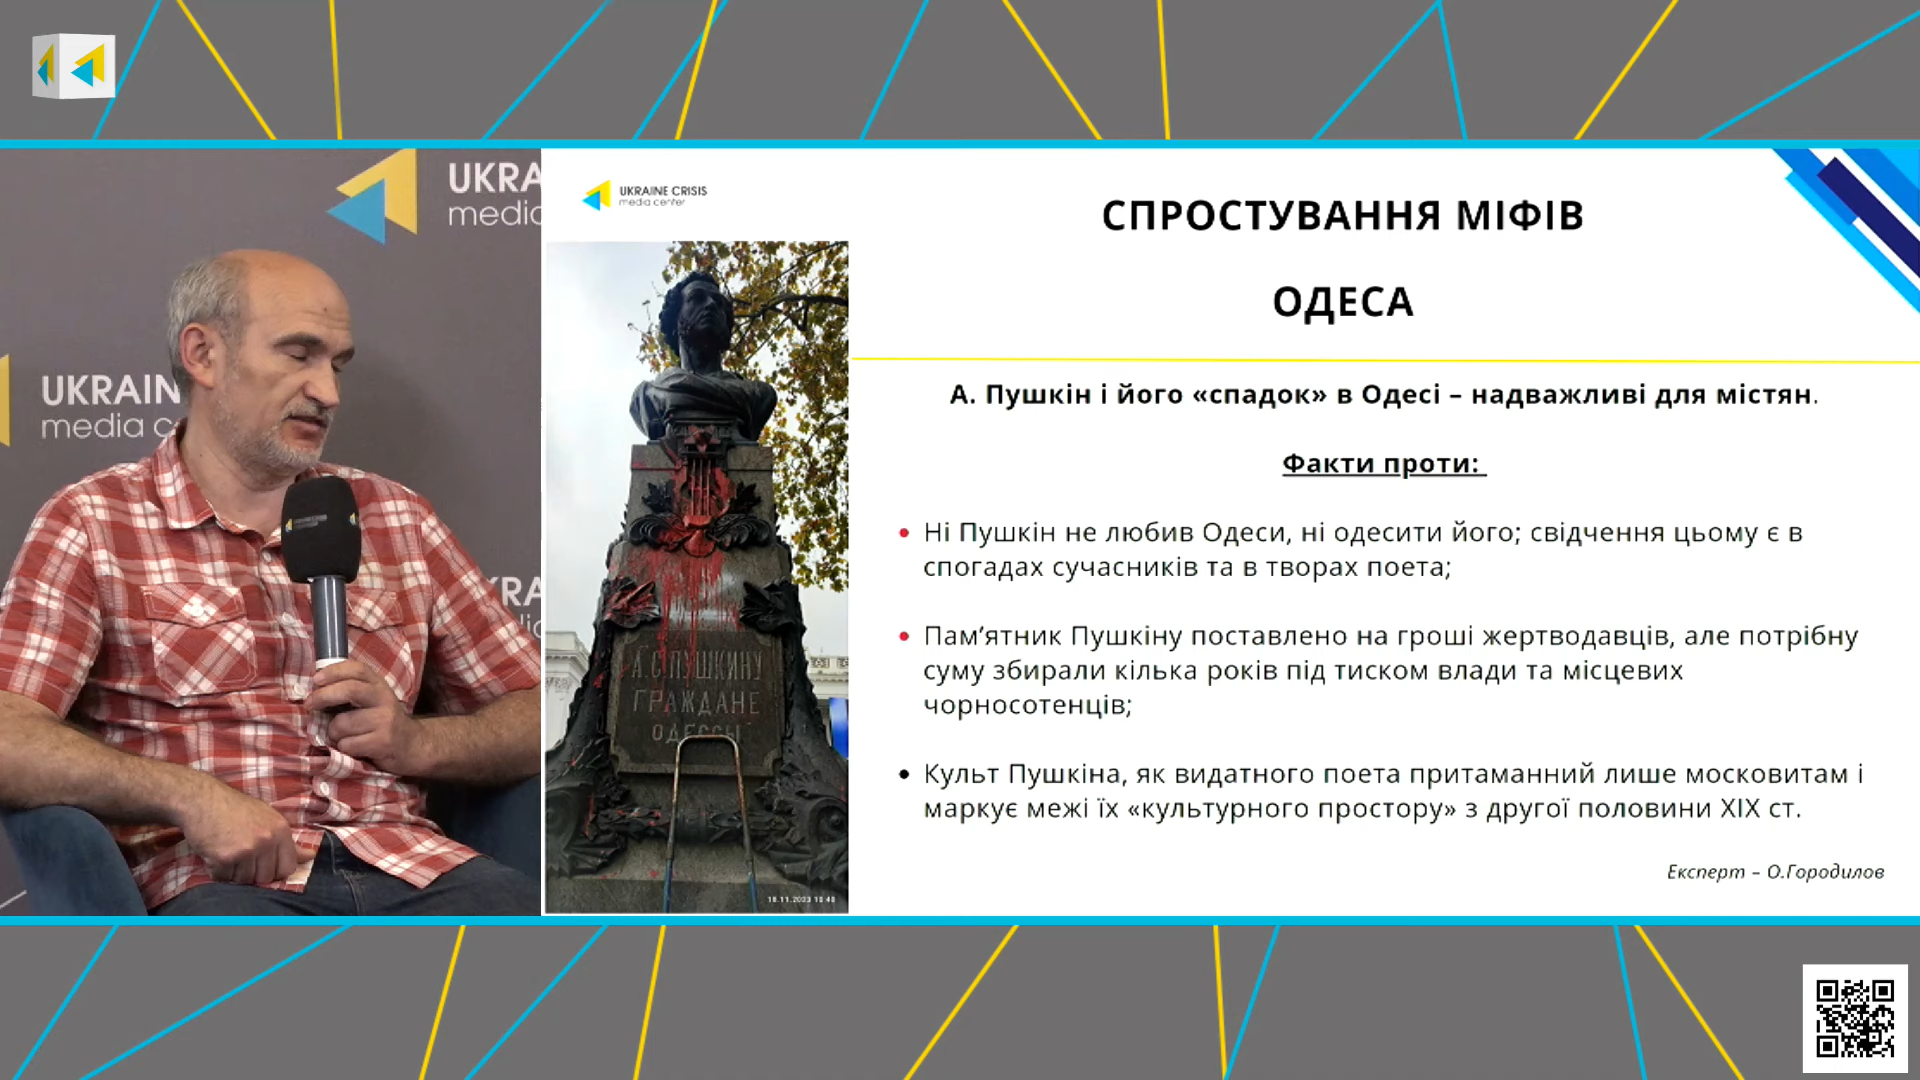 UKRA
media
UKRAIN
media c
KRA
UKRAINE CRISIS
media center
СПРОСТУВАННЯ МІФІВ
ОДЕСА
А. Пушкін і його «спадок» в Одесі – надважливі для містян.
Факти проти:
• Ні Пушкін не любив Одеси, ні одесити його; свідчення цьому є в
спогадах сучасників та в творах поета;
• Пам’ятник Пушкіну поставлено на гроші жертводавців, але потрібну
суму збирали кілька років під тиском влади та місцевих
чорносотенців;
• Культ Пушкіна, як видатного поета притаманний лише московитам і
маркує межі їх «культурного простору» з другої половини XIX ст.
Експерт – О.Городилов
А.С.ПУШКИНУ
ГРАЖДАНЕ
ОДЕССЫ